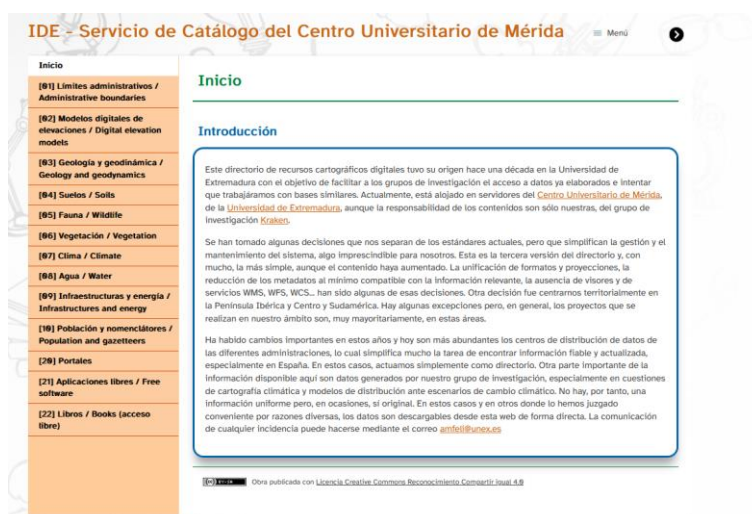 IDE - Servicio de Catálogo del Centro Universitario de Mérida
Menú
Inicio
[01] Límites administrativos /
Administrative boundaries
[02] Modelos digitales de
elevaciones / Digital elevation
models
[03] Geología y geodinámica /
Geology and geodynamics
[04] Suelos / Soils
[05] Fauna / Wildlife
[06] Vegetación / Vegetation
[07] Clima / Climate
[08] Agua / Water
[09] Infraestructuras y energía /
Infrastructures and energy
[10] Población y nomenclátores /
Population and gazetteers
[20] Portales
[21] Aplicaciones libres / Free
software
[22] Libros / Books (acceso
libre)
Inicio
Introducción
Este directorio de recursos cartográficos digitales tuvo su origen hace una década en la Universidad de
Extremadura con el objetivo de facilitar a los grupos de investigación el acceso a datos ya elaborados e intentar
que trabajáramos con bases similares. Actualmente, está alojado en servidores del Centro Universitario de Mérida,
de la Universidad de Extremadura, aunque la responsabilidad de los contenidos son sólo nuestras, del grupo de
investigación Kraken.
Se han tomado algunas decisiones que nos separan de los estándares actuales, pero que simplifican la gestión y el
mantenimiento del sistema, algo imprescindible para nosotros. Esta es la tercera versión del directorio y, con
mucho, la más simple, aunque el contenido haya aumentado. La unificación de formatos y proyecciones, la
reducción de los metadatos al mínimo compatible con la información relevante, la ausencia de visores y de
servicios WMS, WFS, WCS... han sido algunas de esas decisiones. Otra decisión fue centrarnos territorialmente en
la Península Ibérica y Centro y Sudamérica. Hay algunas excepciones pero, en general, los proyectos que se
realizan en nuestro ámbito son, muy mayoritariamente, en estas áreas.
Ha habido cambios importantes en estos años y hoy son más abundantes los centros de distribución de datos de
las diferentes administraciones, lo cual simplifica mucho la tarea de encontrar información fiable y actualizada,
especialmente en España. En estos casos, actuamos simplemente como directorio. Otra parte importante de la
información disponible aquí son datos generados por nuestro grupo de investigación, especialmente en cuestiones
de cartografía climática y modelos de distribución ante escenarios de cambio climático. No hay, por tanto, una
información uniforme pero, en ocasiones, sí original. En estos casos y en otros donde lo hemos juzgado
conveniente por razones diversas, los datos son descargables desde esta web de forma directa. La comunicación
de cualquier incidencia puede hacerse mediante el correo amfeli@unex.es
Obra publicada con Licencia Creative Commons Reconocimiento Compartir igual 4.0